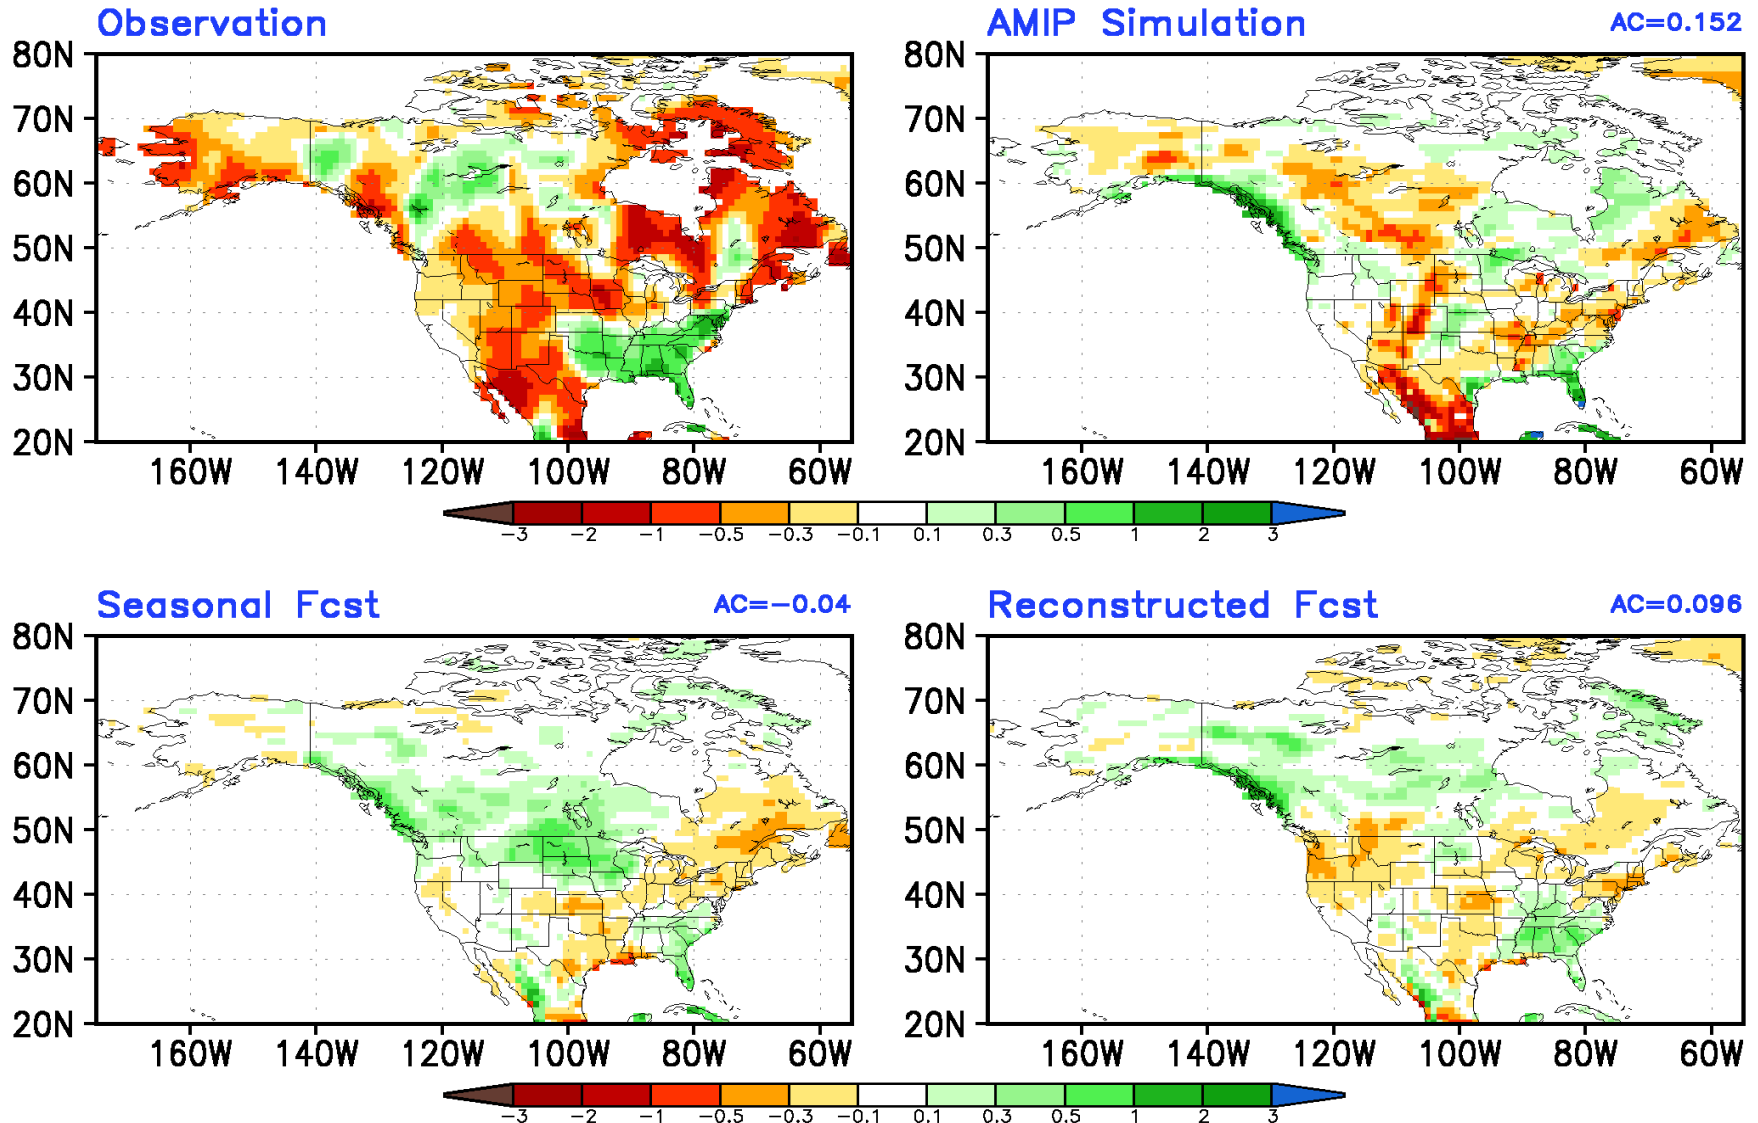 Observation
AMIP Simulation AC=0.152
80N 80N
70N 70N
60N 60N
50N 50N
40N 40N
30N 30N
20N 20N
160W 140W 120W 100W 80W 60W 160W 140W 120W 100W 80W 60W
−3 −2 −1 −0.5 −0.3 −0.1 0.1 0.3 0.5 1 2 3
Seasonal Fcst AC=−0.04
Reconstructed Fcst AC=0.096
80N 80N
70N 70N
60N 60N
50N 50N
40N 40N
30N 30N
20N 20N
160W 140W 120W 100W 80W 60W 160W 140W 120W 100W 80W 60W
−3 −2 −1 −0.5 −0.3 −0.1 0.1 0.3 0.5 1 2 3